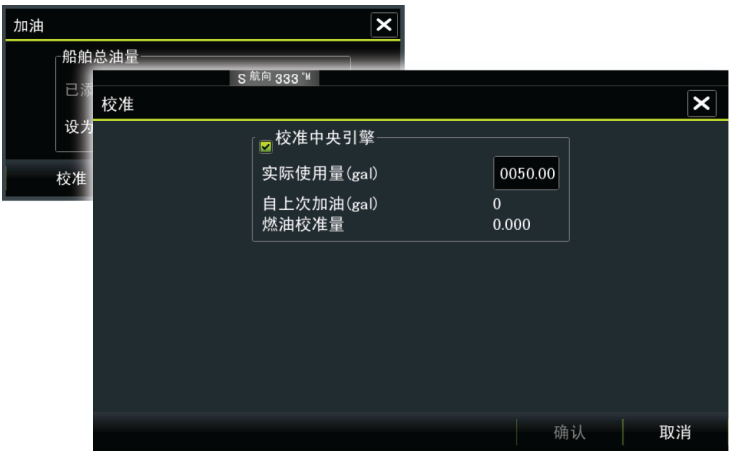 加油
船舶总油量
已添
设为
校准
S 航向 333 °M
校准
校准中央引擎
实际使用量(gal)
0050.00
自上次加油(gal)
0
燃油校准量
0.000
确认
取消